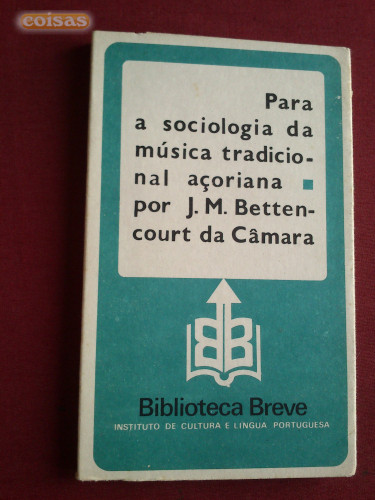 coisas
Para
a sociologia da
música tradicio-
nal açoriana ■
por J. M. Betten-
court da Câmara
Biblioteca Breve
INSTITUTO DE CULTURA E LÍNGUA PORTUGUESA